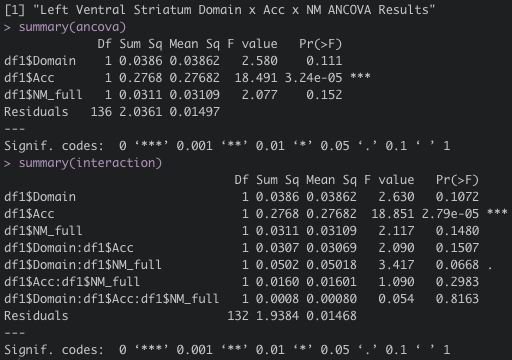 [1] "Left Ventral Striatum Domain x Acc x NM ANCOVA Results"
> summary(ancova)
             Df Sum Sq Mean Sq F value   Pr(>F)
df1$Domain    1 0.0386 0.03862   2.580    0.111
df1$Acc       1 0.2768 0.27682  18.491 3.24e-05 ***
df1$NM_full   1 0.0311 0.03109   2.077    0.152
Residuals   136 2.0361 0.01497
---
Signif. codes:  0 ‘***’ 0.001 ‘**’ 0.01 ‘*’ 0.05 ‘.’ 0.1 ‘ ’ 1
> summary(interaction)
                                Df Sum Sq Mean Sq F value   Pr(>F)
df1$Domain                       1 0.0386 0.03862   2.630   0.1072
df1$Acc                          1 0.2768 0.27682  18.851 2.79e-05 ***
df1$NM_full                      1 0.0311 0.03109   2.117   0.1480
df1$Domain:df1$Acc               1 0.0307 0.03069   2.090   0.1507
df1$Domain:df1$NM_full           1 0.0502 0.05018   3.417   0.0668 .
df1$Acc:df1$NM_full              1 0.0160 0.01601   1.090   0.2983
df1$Domain:df1$Acc:df1$NM_full   1 0.0008 0.00080   0.054   0.8163
Residuals                      132 1.9384 0.01468
---
Signif. codes:  0 ‘***’ 0.001 ‘**’ 0.01 ‘*’ 0.05 ‘.’ 0.1 ‘ ’ 1